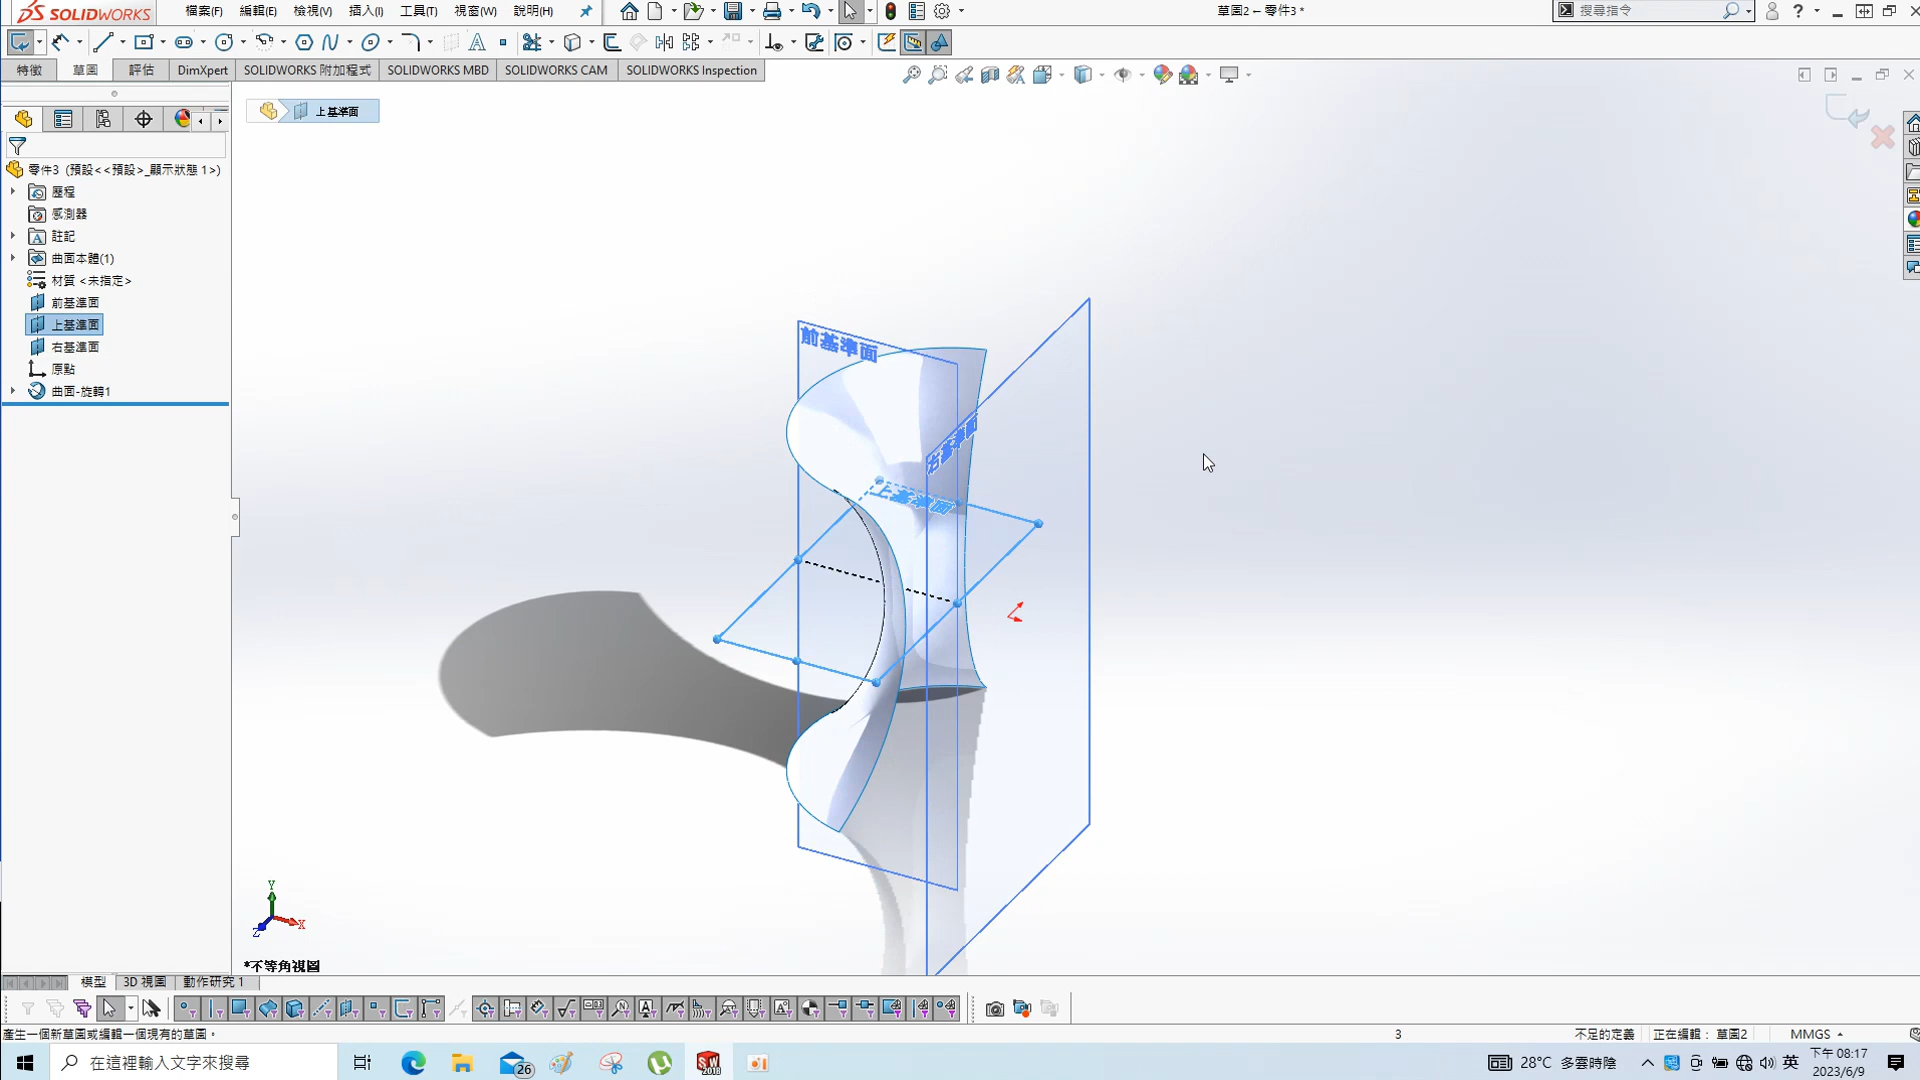 SOLIDWORKS
檔案(F)
編輯(E)
檢視(V)
插入(I)
工具(T)
視窗(W)
說明(H)
草圖2 ← 零件3 *
搜尋指令
特徵
草圖
評估
DimXpert
SOLIDWORKS 附加程式
SOLIDWORKS MBD
SOLIDWORKS CAM
SOLIDWORKS Inspection
上基準面
零件3 (預設<<預設>_顯示狀態 1>)
歷程
感測器
註記
曲面本體(1)
材質 <未指定>
前基準面
上基準面
右基準面
原點
曲面-旋轉1
前基準面
右基準面
上基準面
Y
X
Z
*不等角視圖
模型
3D 視圖
動作研究 1
產生一個新草圖或編輯一個現有的草圖。
3
不足的定義
正在編輯： 草圖2
MMGS
在這裡輸入文字來搜尋
26
SW
2018
28°C 多雲時陰
英
下午 08:17
2023/6/9